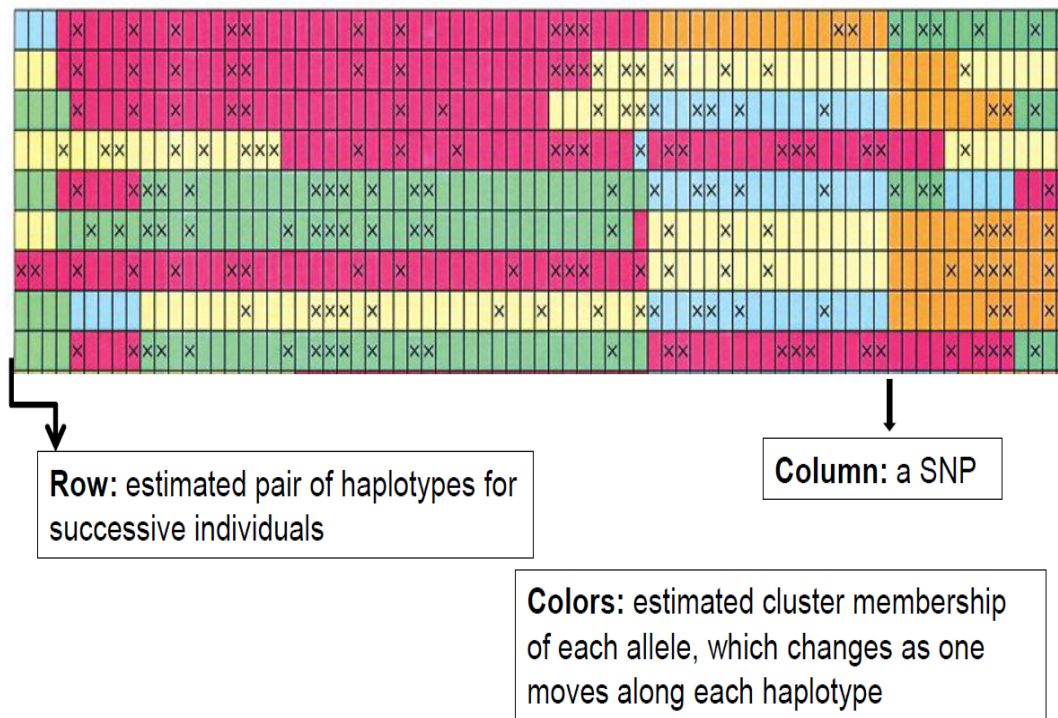 Row: estimated pair of haplotypes for
successive individuals
Column: a SNP
Colors: estimated cluster membership
of each allele, which changes as one
moves along each haplotype